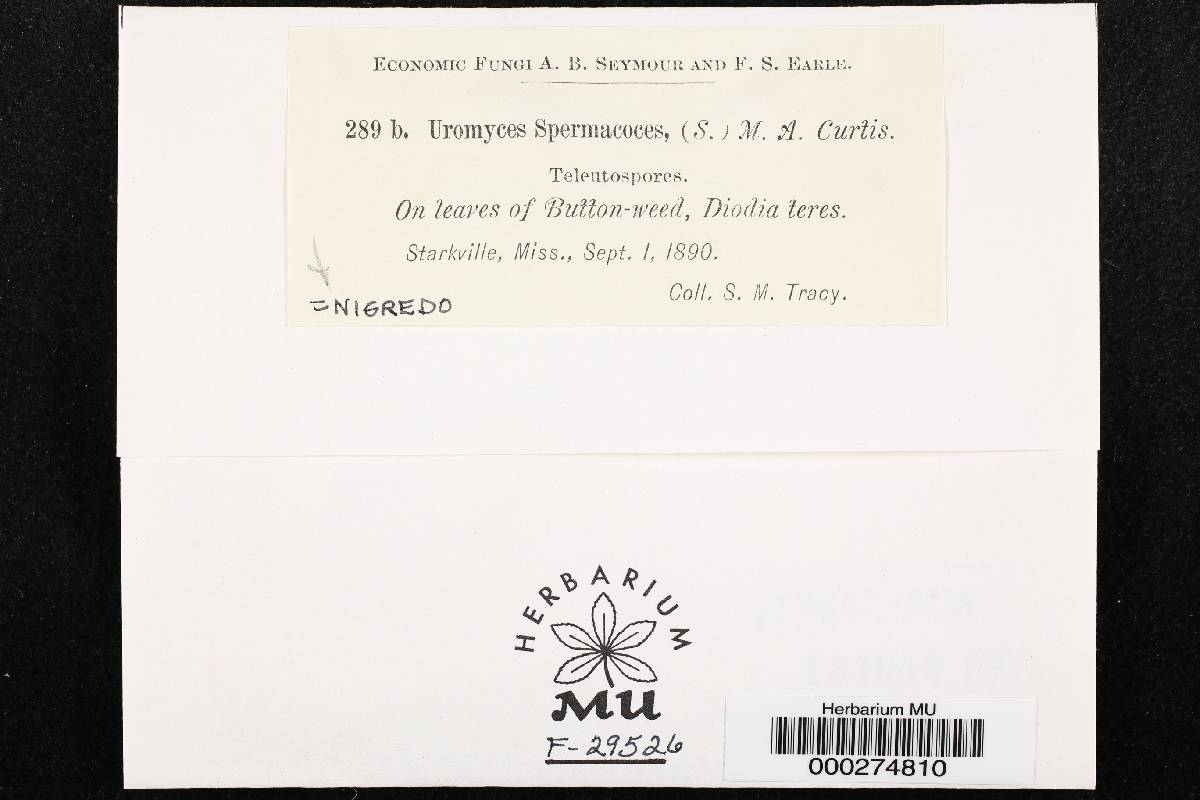 Economic Fungi A. B. Seymour and F. S. Earle.
289 b. Uromyces Spermacoces, (S.) M. A. Curtis.
Teleutospores.
On leaves of Button-weed, Diodia teres.
Starkville, Miss., Sept. 1, 1890.
Coll. S. M. Tracy.
=NIGREDO
HERBARIUM
MU
F-29526
Herbarium MU
000274810